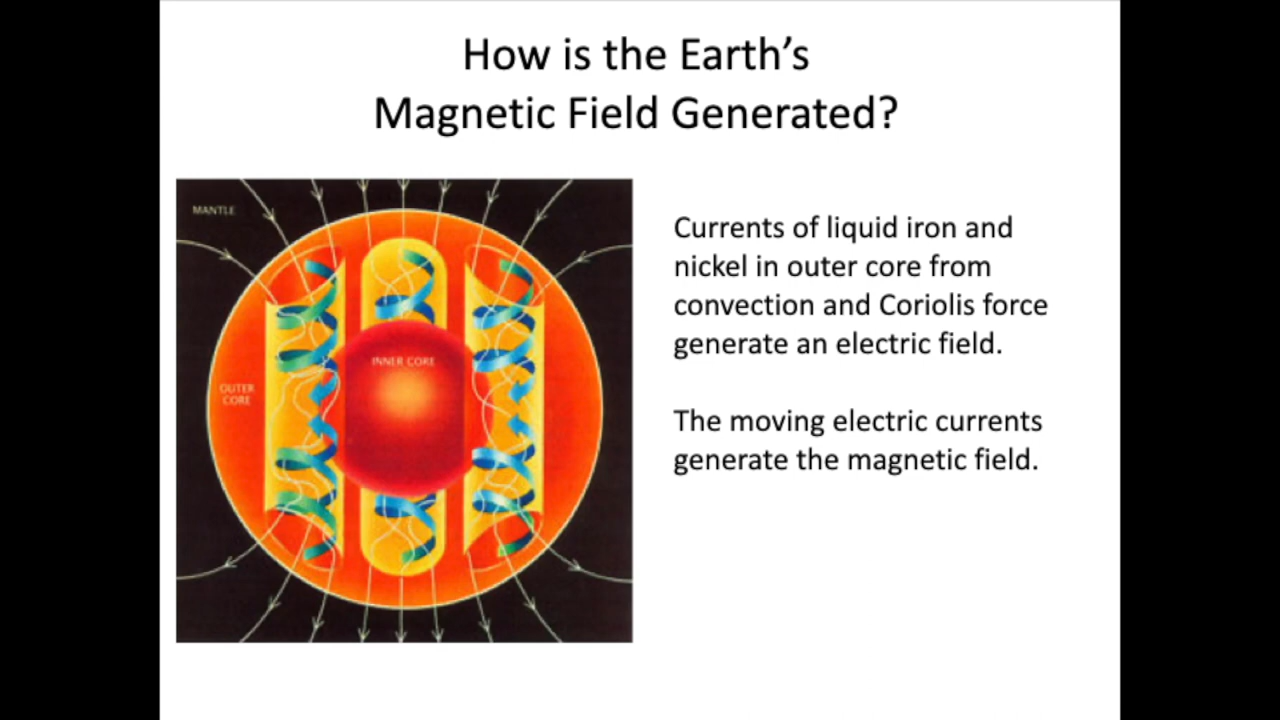 How is the Earth’s
Magnetic Field Generated?
MANTLE
INNER CORE
OUTER
CORE
Currents of liquid iron and
nickel in outer core from
convection and Coriolis force
generate an electric field.
The moving electric currents
generate the magnetic field.